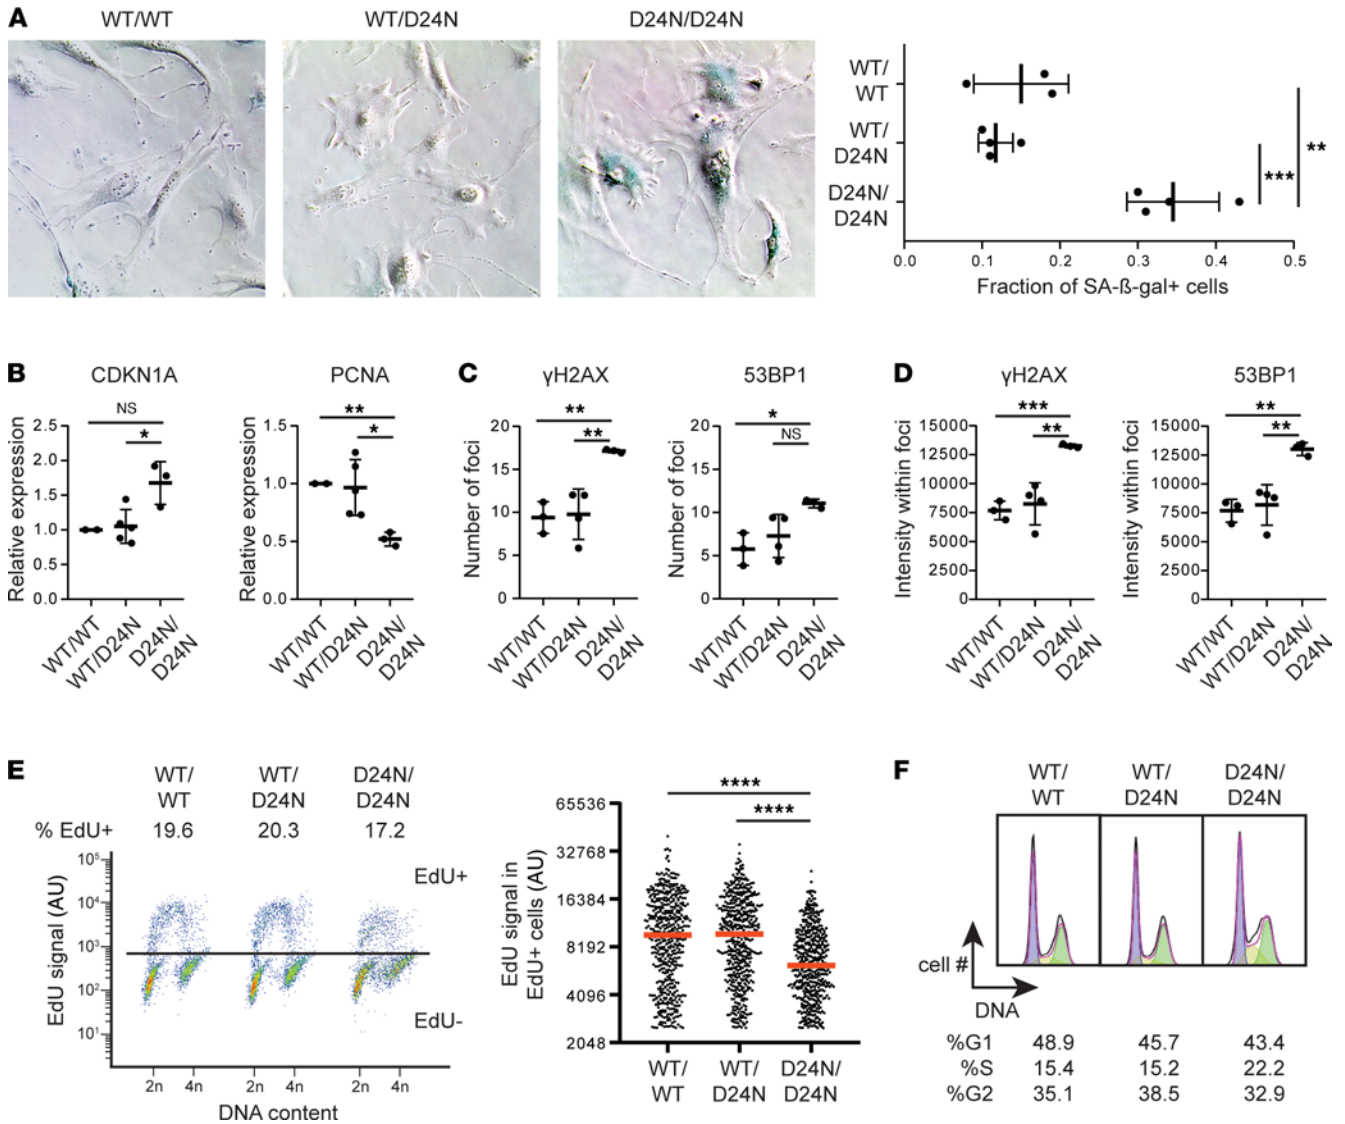 A
WT/WT
WT/D24N
D24N/D24N
WT/
WT
WT/
D24N
D24N/
D24N
**
***
0.0 0.1 0.2 0.3 0.4 0.5
Fraction of SA-ß-gal+ cells
B
CDKN1A
Relative expression
2.5
2.0
1.5
1.0
0.5
0.0
NS
*
WT/WT
WT/D24N
D24N/
D24N
PCNA
Relative expression
1.5
1.0
0.5
0.0
**
*
WT/WT
WT/D24N
D24N/
D24N
C
γH2AX
Number of foci
20
15
10
5
0
**
**
WT/WT
WT/D24N
D24N/
D24N
53BP1
Number of foci
20
15
10
5
0
*
NS
WT/WT
WT/D24N
D24N/
D24N
D
γH2AX
Intensity within foci
15000
12500
10000
7500
5000
2500
0
***
**
WT/WT
WT/D24N
D24N/
D24N
53BP1
Intensity within foci
15000
12500
10000
7500
5000
2500
0
**
**
WT/WT
WT/D24N
D24N/
D24N
E
WT/
WT
WT/
D24N
D24N/
D24N
% EdU+ 19.6 20.3 17.2
EdU signal (AU)
10⁵
10⁴
10³
10²
10¹
EdU+
EdU-
2n 4n 2n 4n 2n 4n
DNA content
EdU signal in
EdU+ cells (AU)
65536
32768
16384
8192
4096
2048
****
****
WT/
WT
WT/
D24N
D24N/
D24N
F
WT/
WT
WT/
D24N
D24N/
D24N
cell #
DNA
%G1 48.9 45.7 43.4
%S 15.4 15.2 22.2
%G2 35.1 38.5 32.9